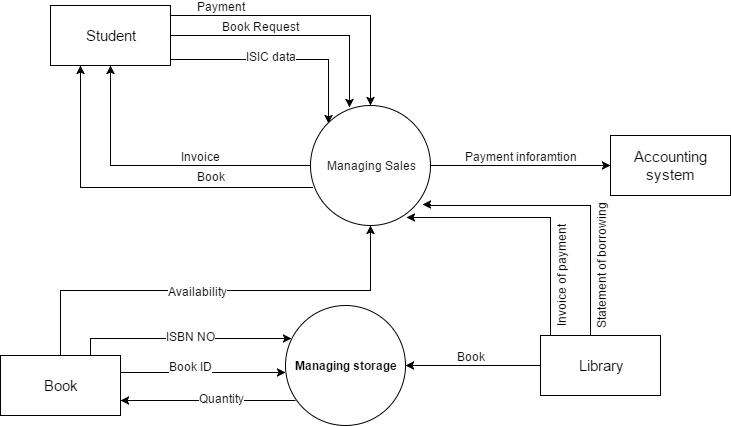 Payment
Student
Book Request
ISIC data
Invoice
Managing Sales
Payment inforamtion
Accounting
system
Book
Invoice of payment
Statement of borrowing
Availability
ISBN NO
Book ID
Managing storage
Book
Library
Book
Quantity